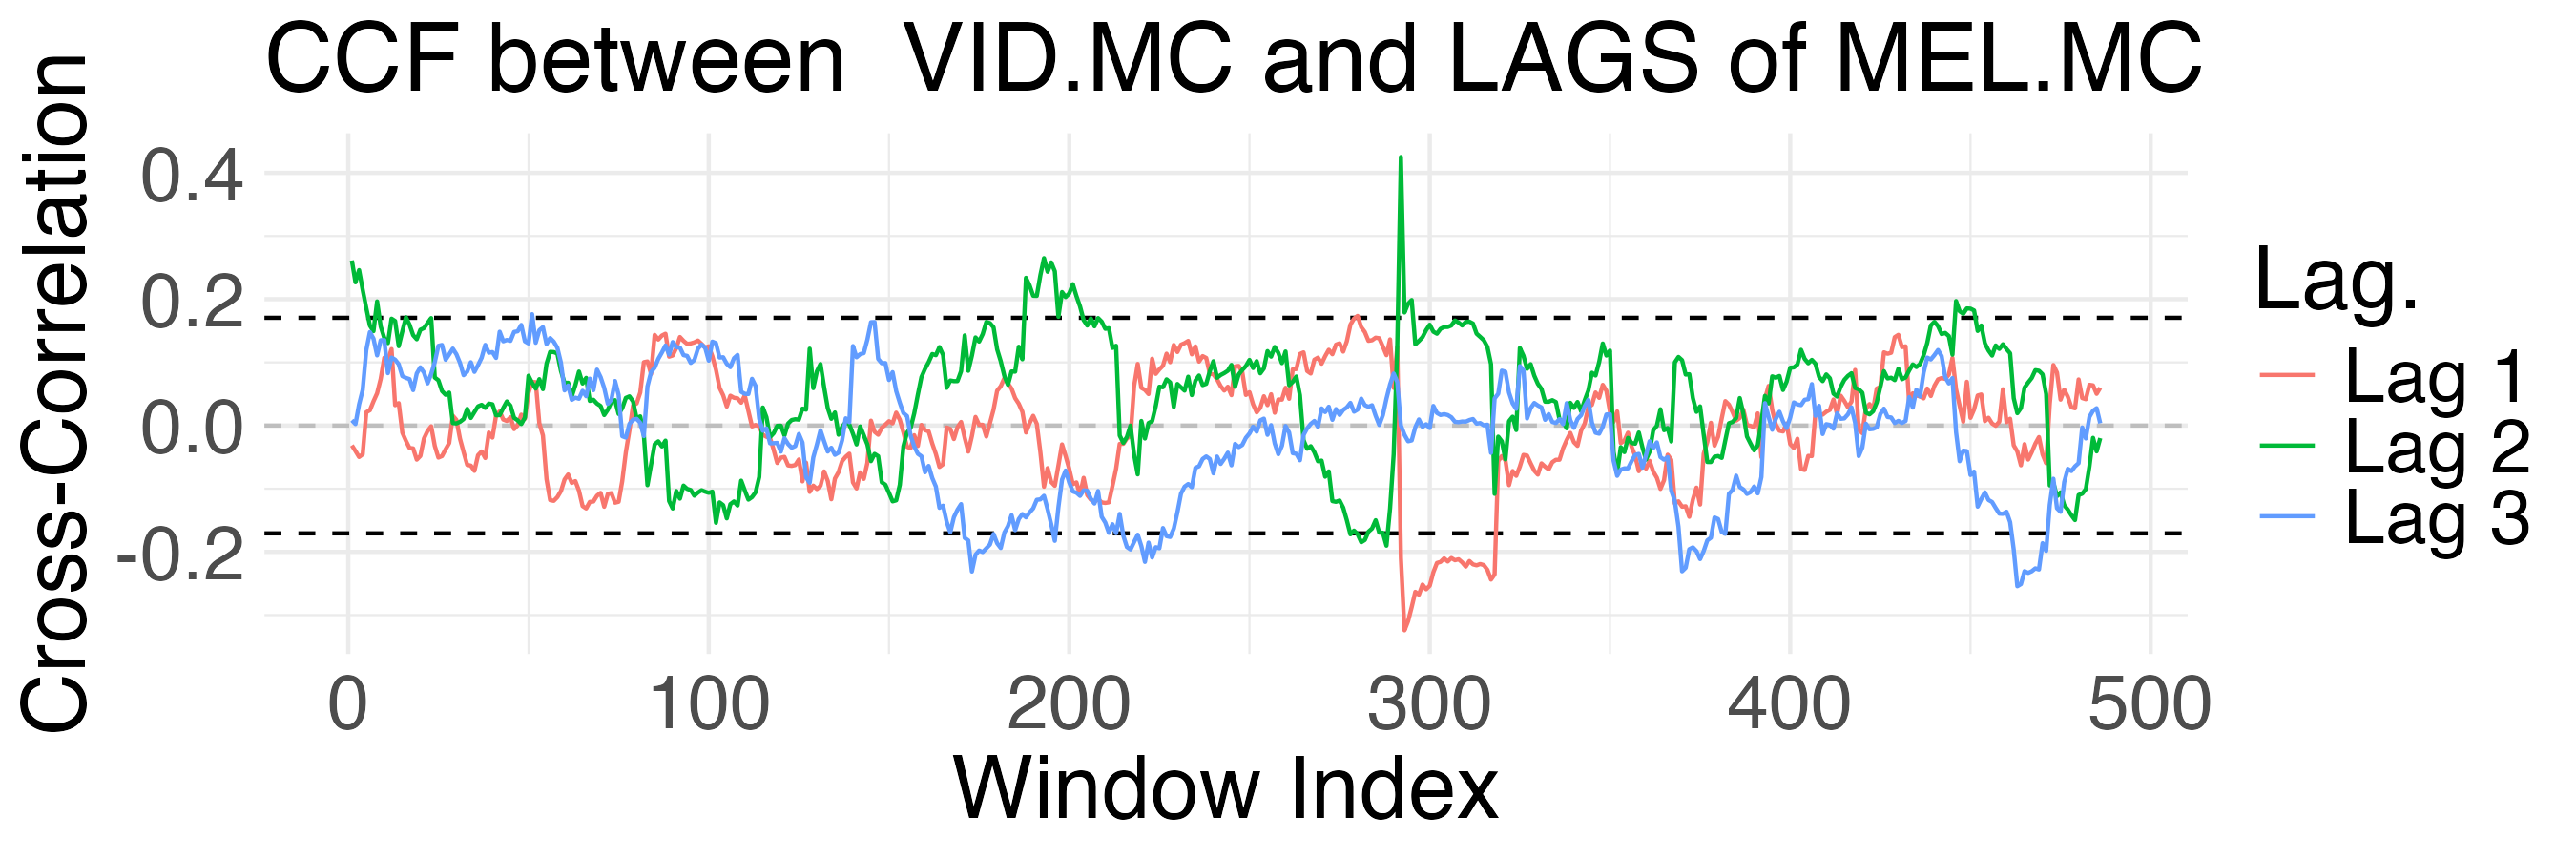 CCF between  VID.MC and LAGS of MEL.MC
Cross-Correlation
0.4
0.2
0.0
-0.2
0
100
200
300
400
500
Window Index
Lag.
Lag 1
Lag 2
Lag 3